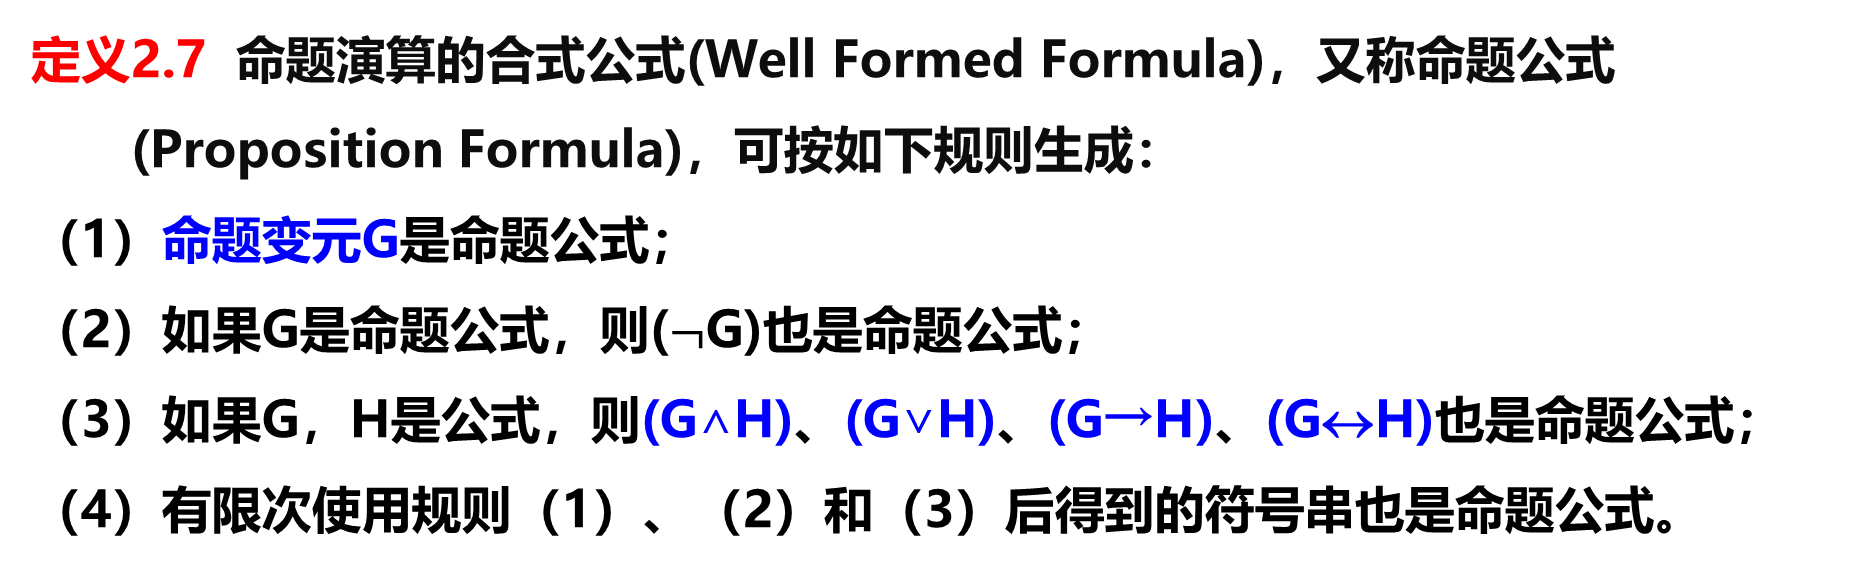 定义2.7 命题演算的合式公式(Well Formed Formula)，又称命题公式
(Proposition Formula)，可按如下规则生成：
（1）命题变元G是命题公式；
（2）如果G是命题公式，则(¬G)也是命题公式；
（3）如果G，H是公式，则(G∧H)、(G∨H)、(G→H)、(G↔H)也是命题公式；
（4）有限次使用规则（1）、（2）和（3）后得到的符号串也是命题公式。